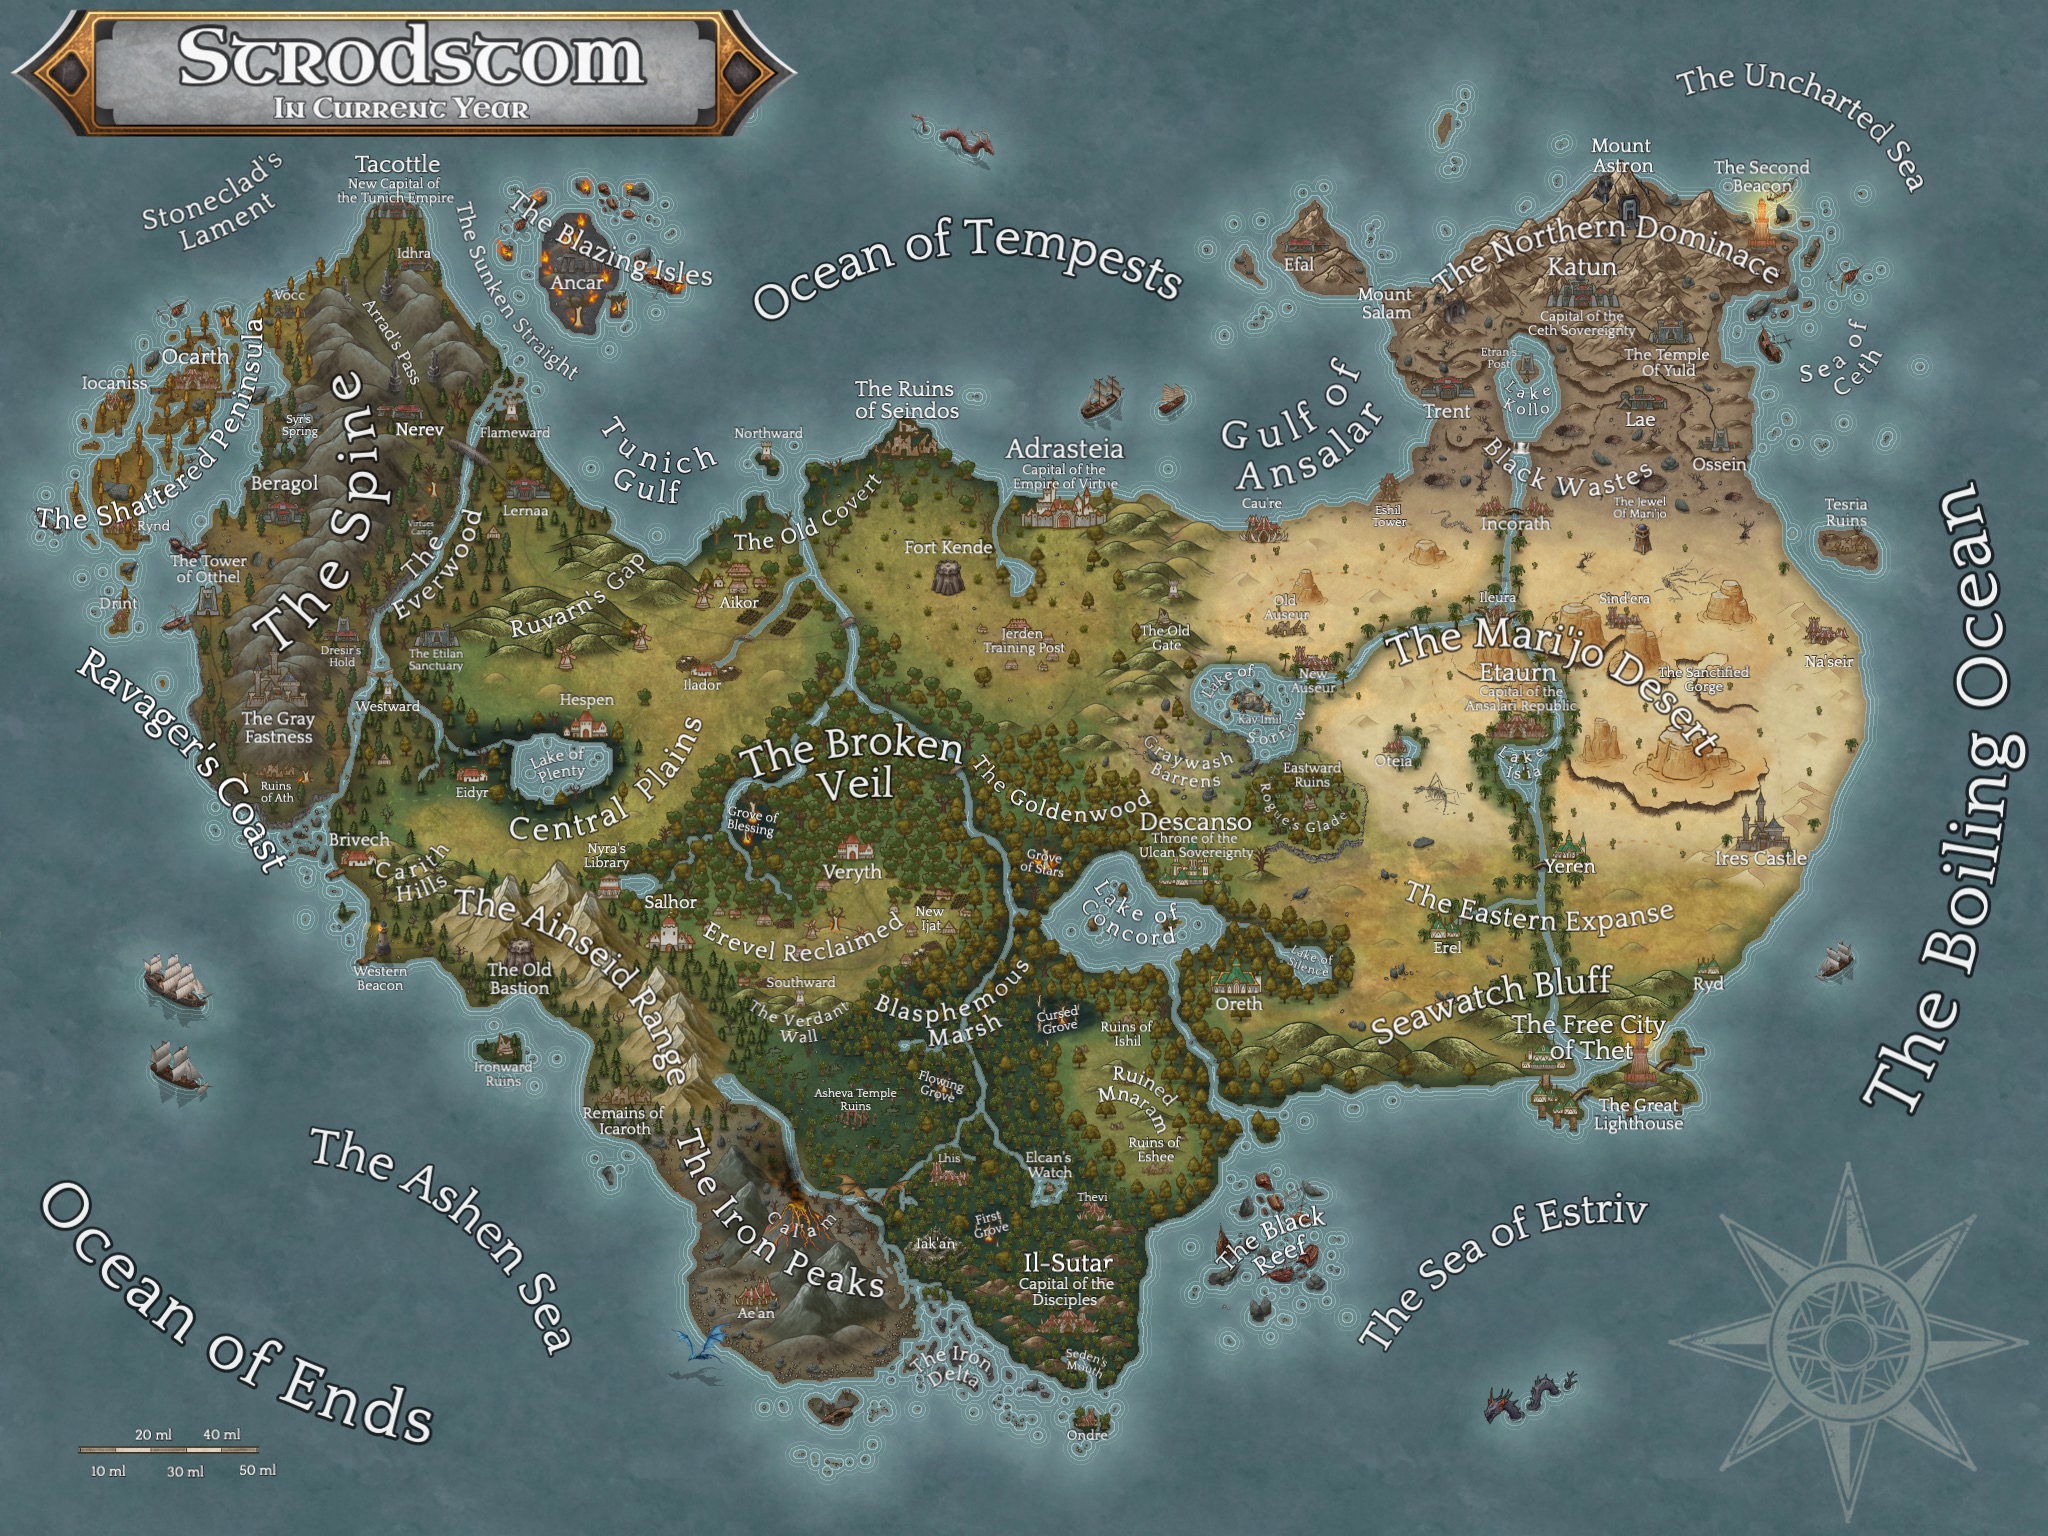 Strodstom
In Current Year
The Uncharted Sea
Stoneclad's
Lament
Tacottle
New Capital of
the Tunich Empire
The Sunken Straight
The Blazing Isles
Ancar
Idhra
Vocc
Arrad's Pass
Ocean of Tempests
Mount
Astron
The Second
Beacon
The Northern Dominace
Efal
Mount
Salam
Katun
Capital of the
Ceth Sovereignty
Sea of
Ceth
Etran's
Post
The Temple
Of Yuld
Lake
Kollo
Trent
Lae
Ossein
Black Wastes
Gulf of
Ansalar
Ocarth
Iocaniss
The Shattered Peninsula
Rynd
Syr's
Spring
Nerev
Flameward
Beragol
The Spine
Lernaa
Virtues
Camp
The
Everwood
Tunich
Gulf
Northward
The Ruins
of Seindos
Adrasteia
Capital of the
Empire of Virtue
The Old Covert
Fort Kende
Cau're
Eshil
Tower
Incorath
The Jewel
Of Mari'jo
Tesria
Ruins
The Boiling Ocean
The Tower
of Otthel
Drint
Dresir's
Hold
The Etilan
Sanctuary
Ruvarn's Gap
Aikor
Ilador
Jerden
Training Post
The Old
Gate
Old
Auseur
Ileura
Sind'era
The Mari'jo Desert
Na'seir
The Sanctified
Gorge
Etaurn
Capital of the
Ansalari Republic
New
Auseur
Lake of
Sorrow
Kav Imil
Ravager's Coast
The Gray
Fastness
Westward
Hespen
Lake of
Plenty
Eidyr
Ruins
of Ath
Central Plains
The Broken
Veil
The Goldenwood
Graywash
Barrens
Eastward
Ruins
Rogue's Glade
Oteia
Lake
Is'ia
Ires Castle
Yeren
Brivech
Carith
Hills
Nyra's
Library
Grove of
Blessing
Veryth
Grove
of Stars
Descanso
Throne of the
Ulcan Sovereignty
The Ainseid Range
Salhor
Erevel Reclaimed
New
Ijat
Lake of
Concord
Lake of
Silence
The Eastern Expanse
Erel
Western
Beacon
The Old
Bastion
Southward
The Verdant
Wall
Blasphemous
Marsh
Cursed
Grove
Oreth
Seawatch Bluff
Ryd
The Free City
of Thet
Ironward
Ruins
Ruins of
Ishil
Ruined
Mnaram
Flowing
Grove
Asheva Temple
Ruins
The Great
Lighthouse
Remains of
Icaroth
Ruins of
Eshee
Lhis
Elcan's
Watch
The Ashen Sea
Thevi
The Iron Peaks
Cal'am
First
Grove
Iak'an
The Black
Reef
The Sea of Estriv
Il-Sutar
Capital of the
Disciples
Ae'an
Seden's
Mouth
The Iron
Delta
Ondre
Ocean of Ends
20 ml 40 ml
10 ml 30 ml 50 ml